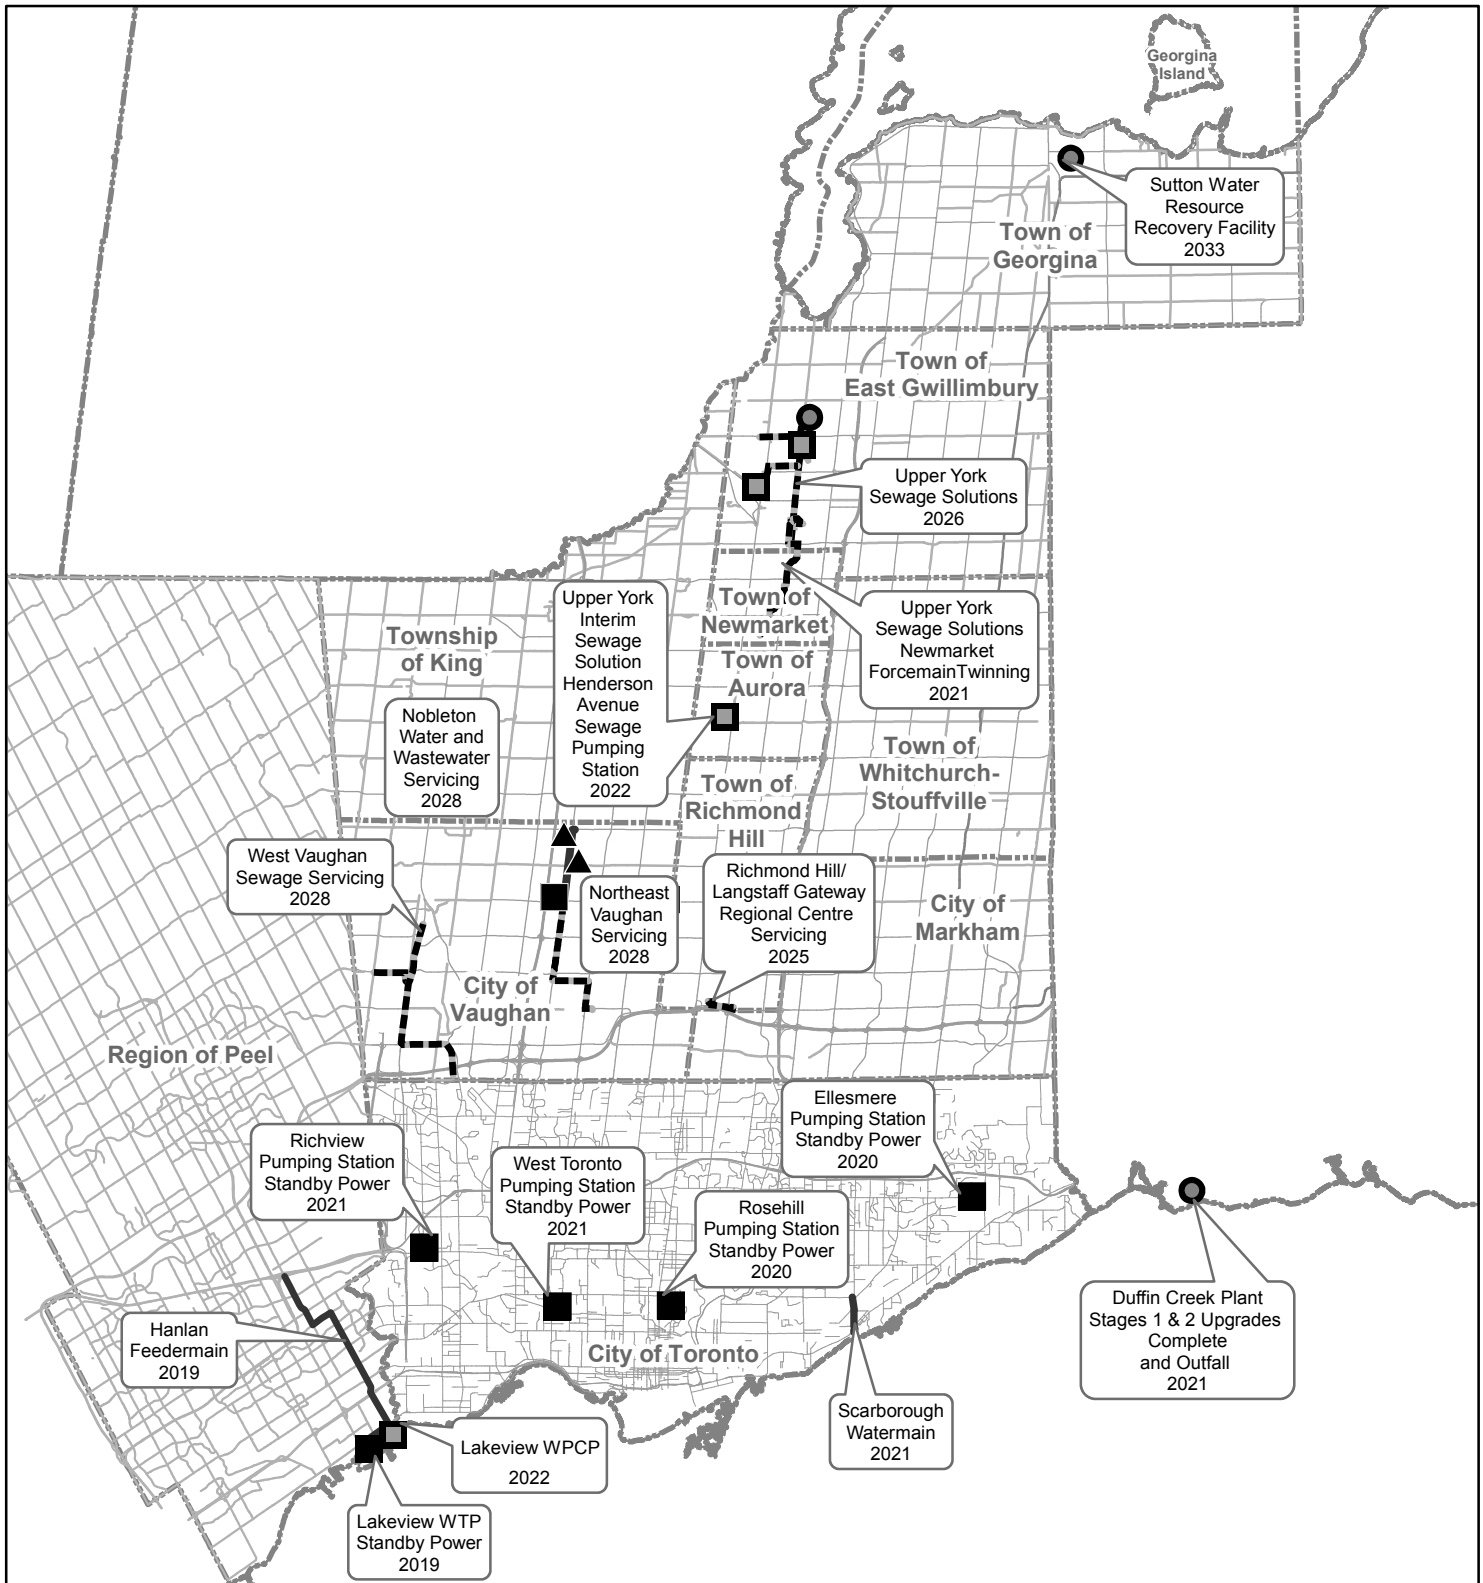 Georgina
Island
Sutton Water
Resource
Recovery Facility
2033
Town of
Georgina
Town of
East Gwillimbury
Upper York
Sewage Solutions
2026
Upper York
Sewage Solutions
Newmarket
ForcemainTwinning
2021
Town of
Newmarket
Upper York
Interim
Sewage
Solution
Henderson
Avenue
Sewage
Pumping
Station
2022
Township
of King
Town of
Aurora
Nobleton
Water and
Wastewater
Servicing
2028
Town of
Whitchurch-
Stouffville
Town of
Richmond
Hill
West Vaughan
Sewage Servicing
2028
Northeast
Vaughan
Servicing
2028
Richmond Hill/
Langstaff Gateway
Regional Centre
Servicing
2025
City of
Markham
City of
Vaughan
Region of Peel
Ellesmere
Pumping Station
Standby Power
2020
Richview
Pumping Station
Standby Power
2021
West Toronto
Pumping Station
Standby Power
2021
Rosehill
Pumping Station
Standby Power
2020
Duffin Creek Plant
Stages 1 & 2 Upgrades
Complete
and Outfall
2021
Hanlan
Feedermain
2019
City of Toronto
Scarborough
Watermain
2021
Lakeview WPCP
2022
Lakeview WTP
Standby Power
2019